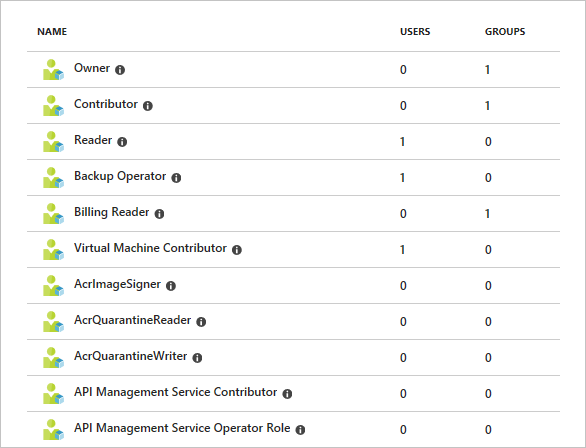 NAME USERS GROUPS
Owner 0 1
Contributor 0 1
Reader 1 0
Backup Operator 1 0
Billing Reader 0 1
Virtual Machine Contributor 1 0
AcrImageSigner 0 0
AcrQuarantineReader 0 0
AcrQuarantineWriter 0 0
API Management Service Contributor 0 0
API Management Service Operator Role 0 0